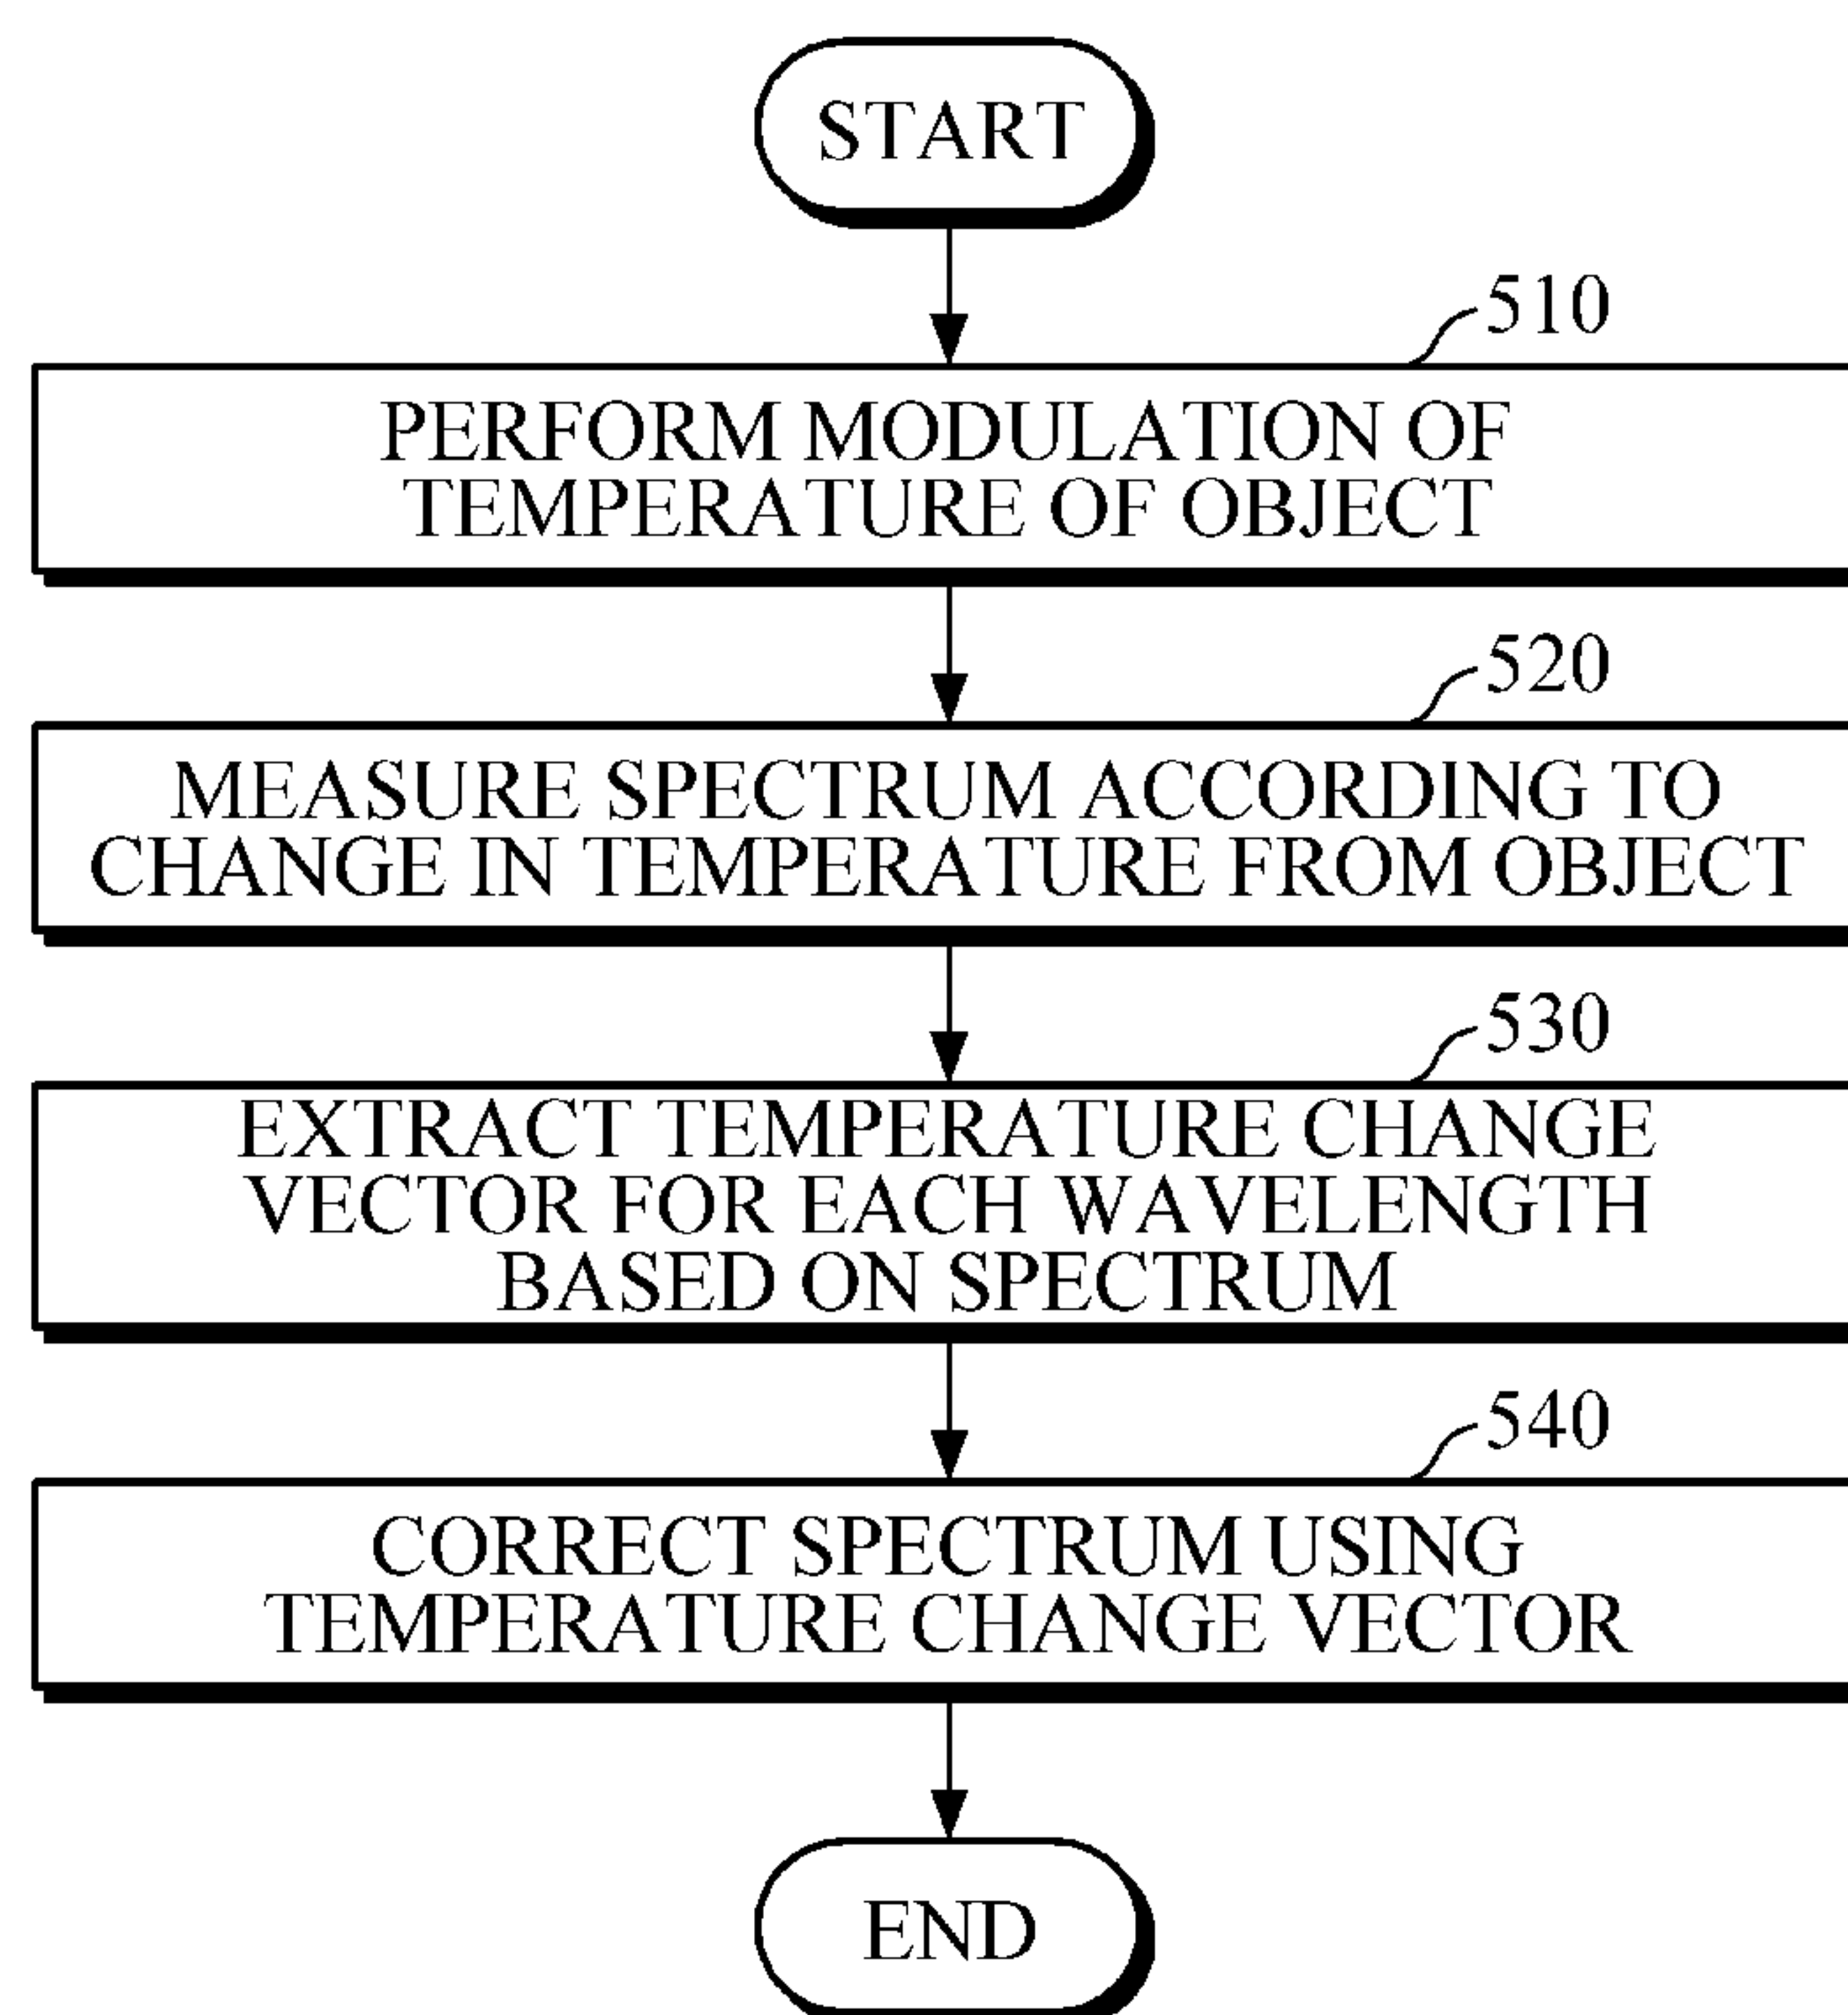 START
510
PERFORM MODULATION OF
TEMPERATURE OF OBJECT
520
MEASURE SPECTRUM ACCORDING TO
CHANGE IN TEMPERATURE FROM OBJECT
530
EXTRACT TEMPERATURE CHANGE
VECTOR FOR EACH WAVELENGTH
BASED ON SPECTRUM
540
CORRECT SPECTRUM USING
TEMPERATURE CHANGE VECTOR
END